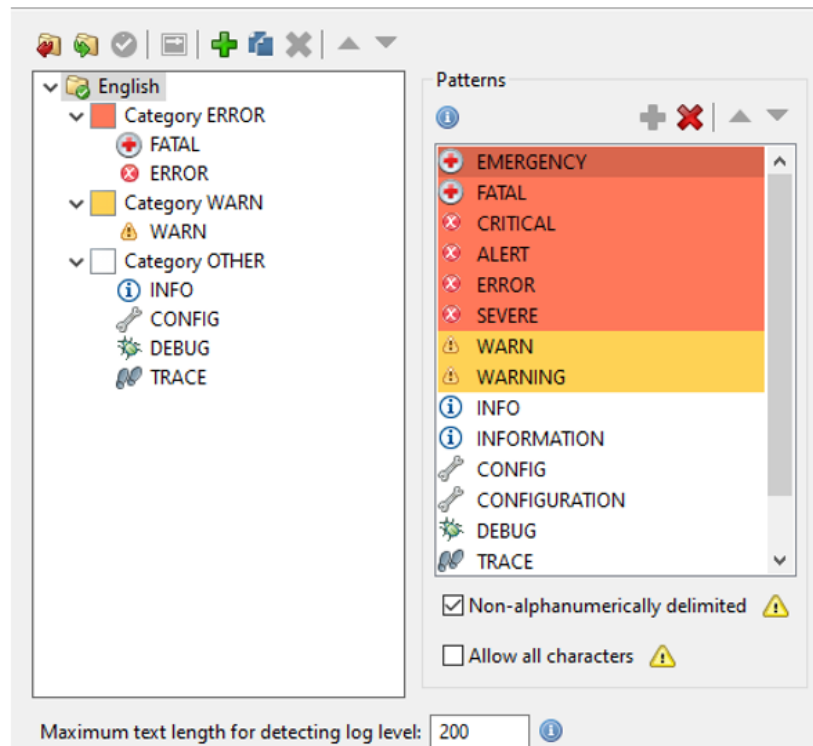 English
Category ERROR
FATAL
ERROR
Category WARN
WARN
Category OTHER
INFO
CONFIG
DEBUG
TRACE
Patterns
EMERGENCY
FATAL
CRITICAL
ALERT
ERROR
SEVERE
WARN
WARNING
INFO
INFORMATION
CONFIG
CONFIGURATION
DEBUG
TRACE
Non-alphanumerically delimited
Allow all characters
Maximum text length for detecting log level: 200